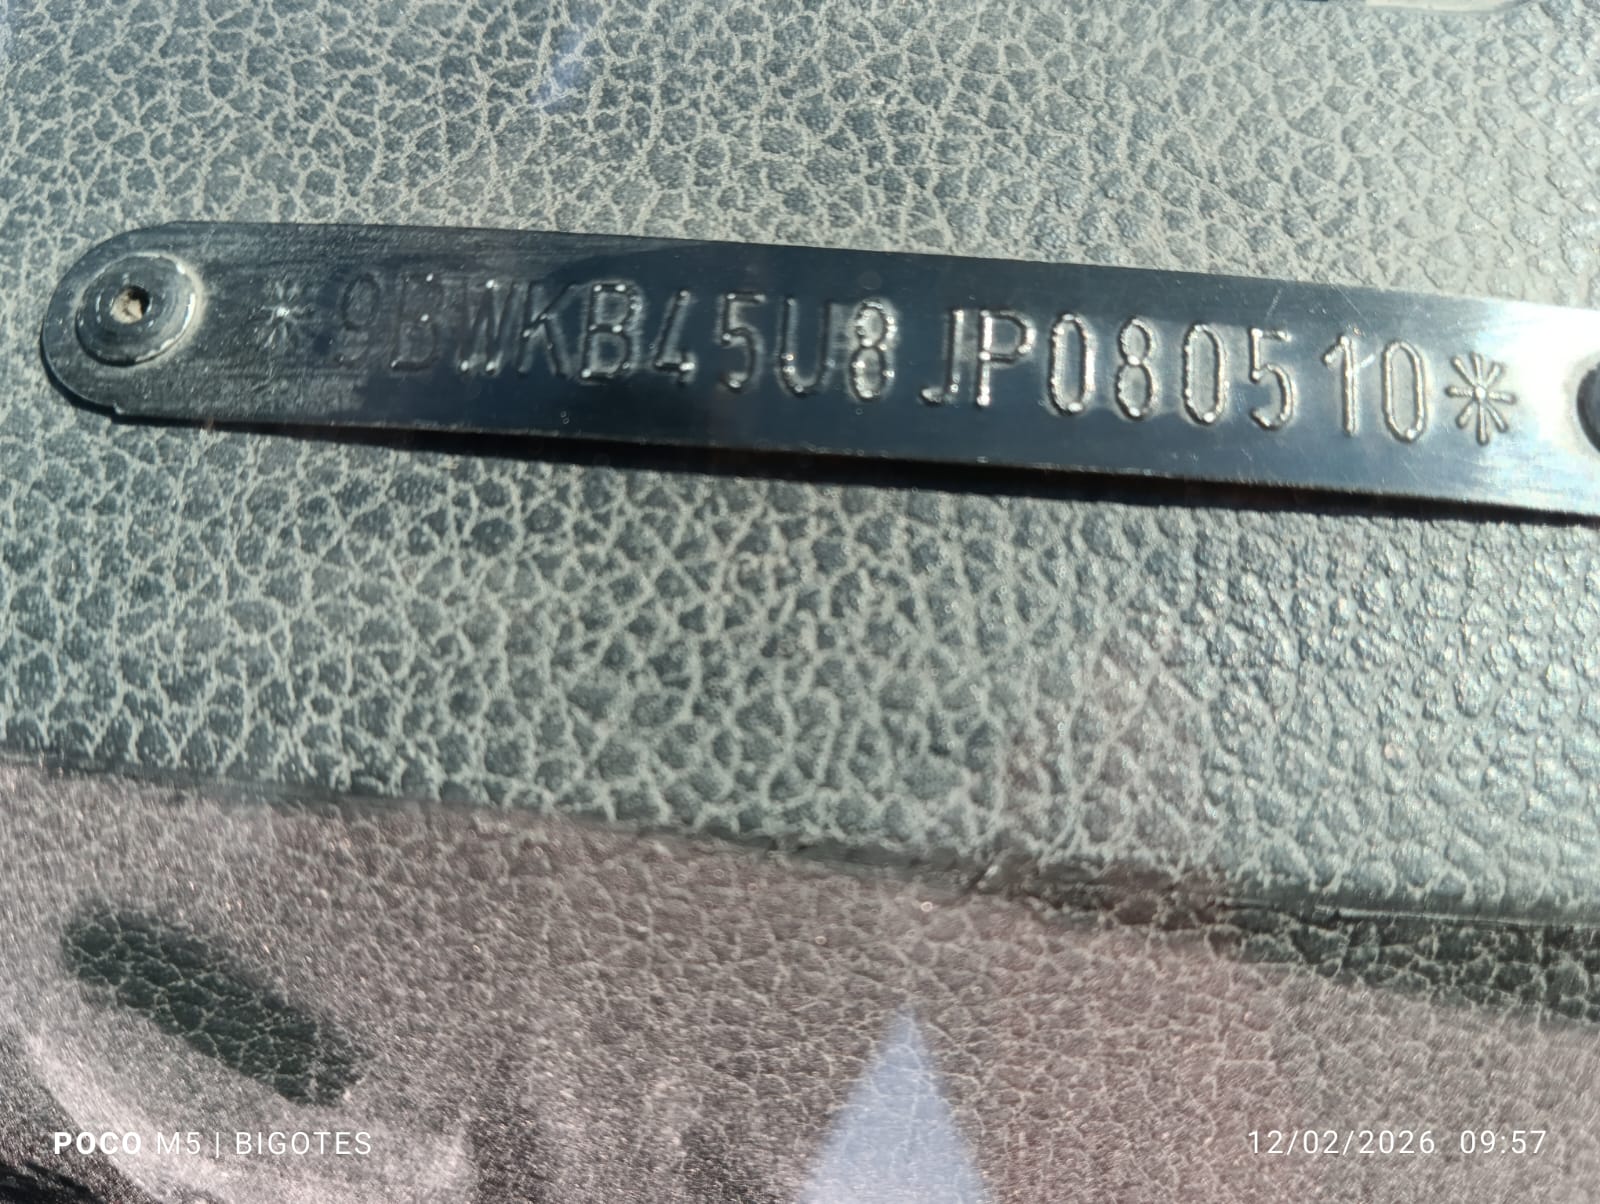 *9BWKB45U8JP080510*
POCO M5 | BIGOTES
12/02/2026 09:57